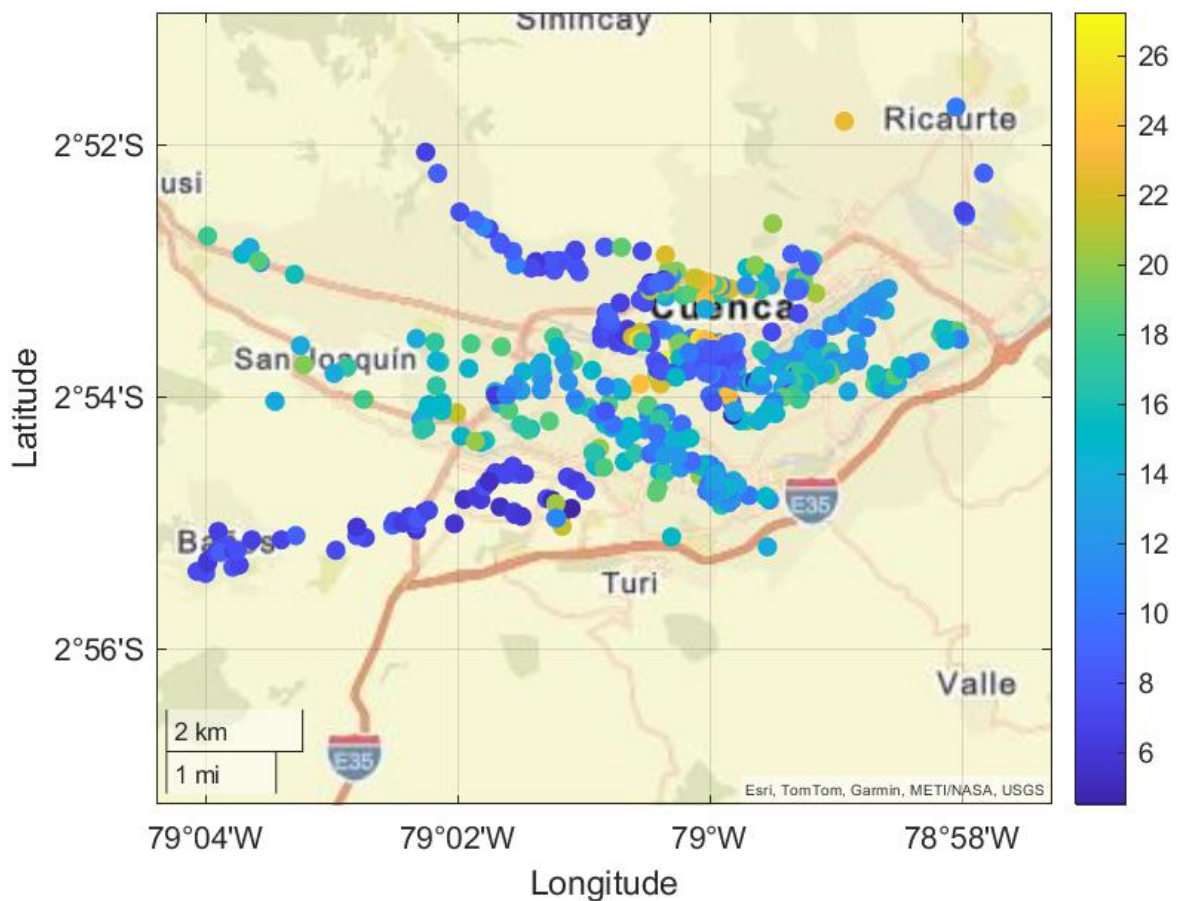 Sinincay
26
Ricaurte
24
2°52'S
usi
22
20
Cuenca
18
San Joaquín
2°54'S
16
14
E35
12
Baños
Turi
10
2°56'S
Valle
8
2 km
E35
6
1 mi
Esri, TomTom, Garmin, METI/NASA, USGS
79°04'W
79°02'W
79°W
78°58'W
Longitude
Latitude